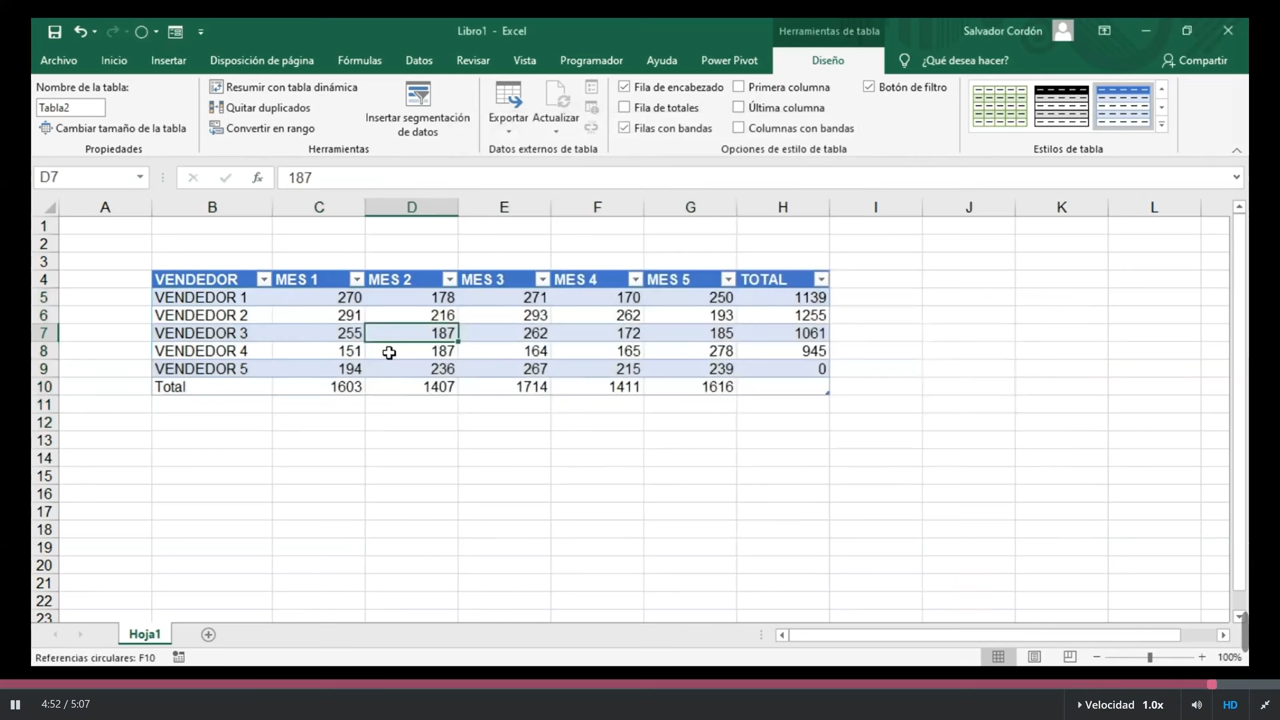 Libro1 - Excel
Herramientas de tabla
Salvador Cordón
Archivo Inicio Insertar Disposición de página Fórmulas Datos Revisar Vista Programador Ayuda Power Pivot Diseño ¿Qué desea hacer? Compartir
Nombre de la tabla:
Tabla2
Cambiar tamaño de la tabla
Propiedades
Resumir con tabla dinámica
Quitar duplicados
Convertir en rango
Insertar segmentación
de datos
Herramientas
Exportar Actualizar
Datos externos de tabla
Fila de encabezado Primera columna Botón de filtro
Fila de totales Última columna
Filas con bandas Columnas con bandas
Opciones de estilo de tabla
Estilos de tabla
D7 fx 187
A B C D E F G H I J K L
1
2
3
4 VENDEDOR MES 1 MES 2 MES 3 MES 4 MES 5 TOTAL
5 VENDEDOR 1 270 178 271 170 250 1139
6 VENDEDOR 2 291 216 293 262 193 1255
7 VENDEDOR 3 255 187 262 172 185 1061
8 VENDEDOR 4 151 187 164 165 278 945
9 VENDEDOR 5 194 236 267 215 239 0
10 Total 1603 1407 1714 1411 1616
11
12
13
14
15
16
17
18
19
20
21
22
23
Hoja1
Referencias circulares: F10
100%
4:52 / 5:07
Velocidad 1.0x
HD